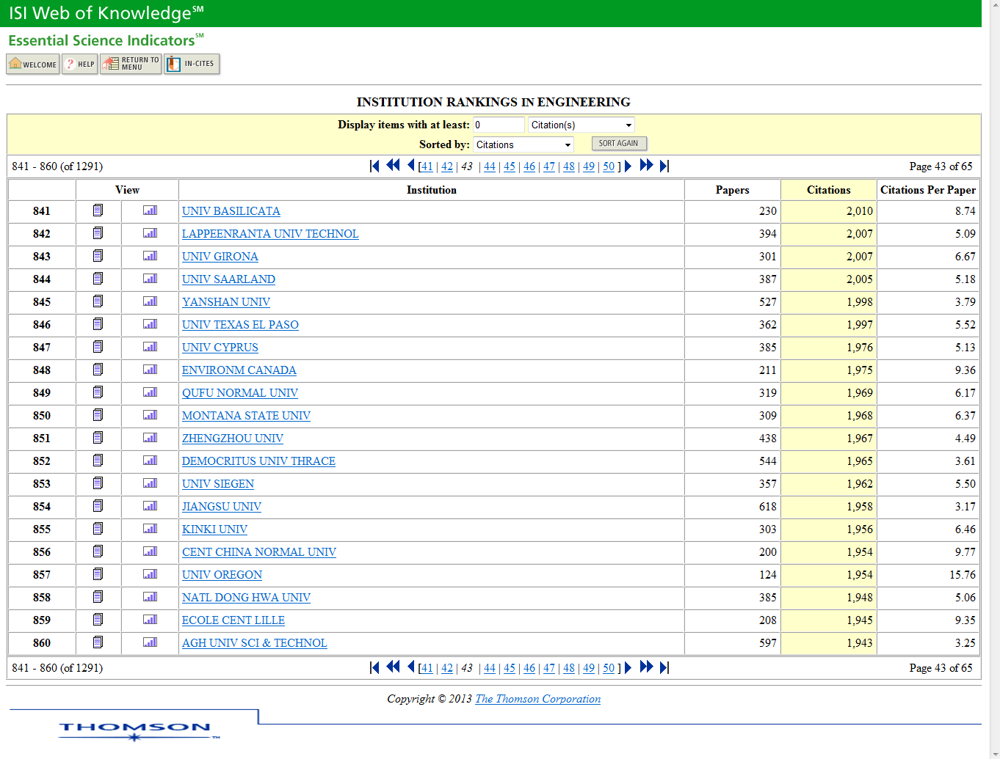 ISI Web of Knowledge℠
Essential Science Indicators℠
WELCOME ? HELP RETURN TO MENU IN-CITES
INSTITUTION RANKINGS IN ENGINEERING
Display items with at least: 0 Citation(s)
Sorted by: Citations SORT AGAIN
841 - 860 (of 1291) [ 41 | 42 | 43 | 44 | 45 | 46 | 47 | 48 | 49 | 50 ] Page 43 of 65
View Institution Papers Citations Citations Per Paper
841 UNIV BASILICATA 230 2,010 8.74
842 LAPPEENRANTA UNIV TECHNOL 394 2,007 5.09
843 UNIV GIRONA 301 2,007 6.67
844 UNIV SAARLAND 387 2,005 5.18
845 YANSHAN UNIV 527 1,998 3.79
846 UNIV TEXAS EL PASO 362 1,997 5.52
847 UNIV CYPRUS 385 1,976 5.13
848 ENVIRONM CANADA 211 1,975 9.36
849 QUFU NORMAL UNIV 319 1,969 6.17
850 MONTANA STATE UNIV 309 1,968 6.37
851 ZHENGZHOU UNIV 438 1,967 4.49
852 DEMOCRITUS UNIV THRACE 544 1,965 3.61
853 UNIV SIEGEN 357 1,962 5.50
854 JIANGSU UNIV 618 1,958 3.17
855 KINKI UNIV 303 1,956 6.46
856 CENT CHINA NORMAL UNIV 200 1,954 9.77
857 UNIV OREGON 124 1,954 15.76
858 NATL DONG HWA UNIV 385 1,948 5.06
859 ECOLE CENT LILLE 208 1,945 9.35
860 AGH UNIV SCI & TECHNOL 597 1,943 3.25
841 - 860 (of 1291) [ 41 | 42 | 43 | 44 | 45 | 46 | 47 | 48 | 49 | 50 ] Page 43 of 65
Copyright © 2013 The Thomson Corporation
THOMSON ™